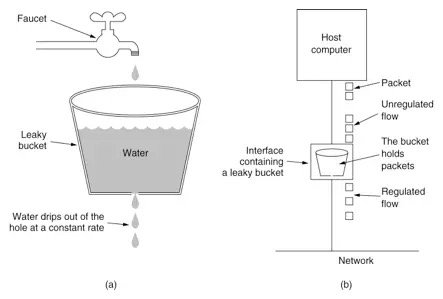 Faucet
Leaky
bucket
Water
Water drips out of the
hole at a constant rate
(a)
Host
computer
Packet
Unregulated
flow
Interface
containing
a leaky bucket
The bucket
holds
packets
Regulated
flow
Network
(b)